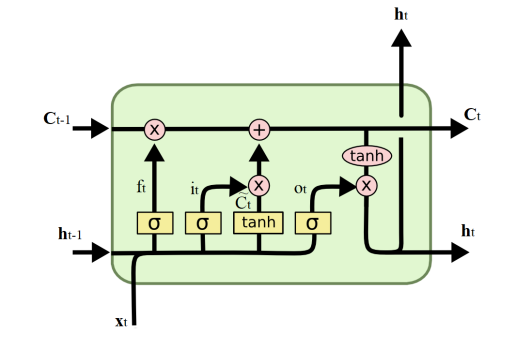 ht
Ct-1
x
+
Ct
tanh
ft
it
x
C̃t
ot
x
σ
σ
tanh
σ
ht-1
ht
xt